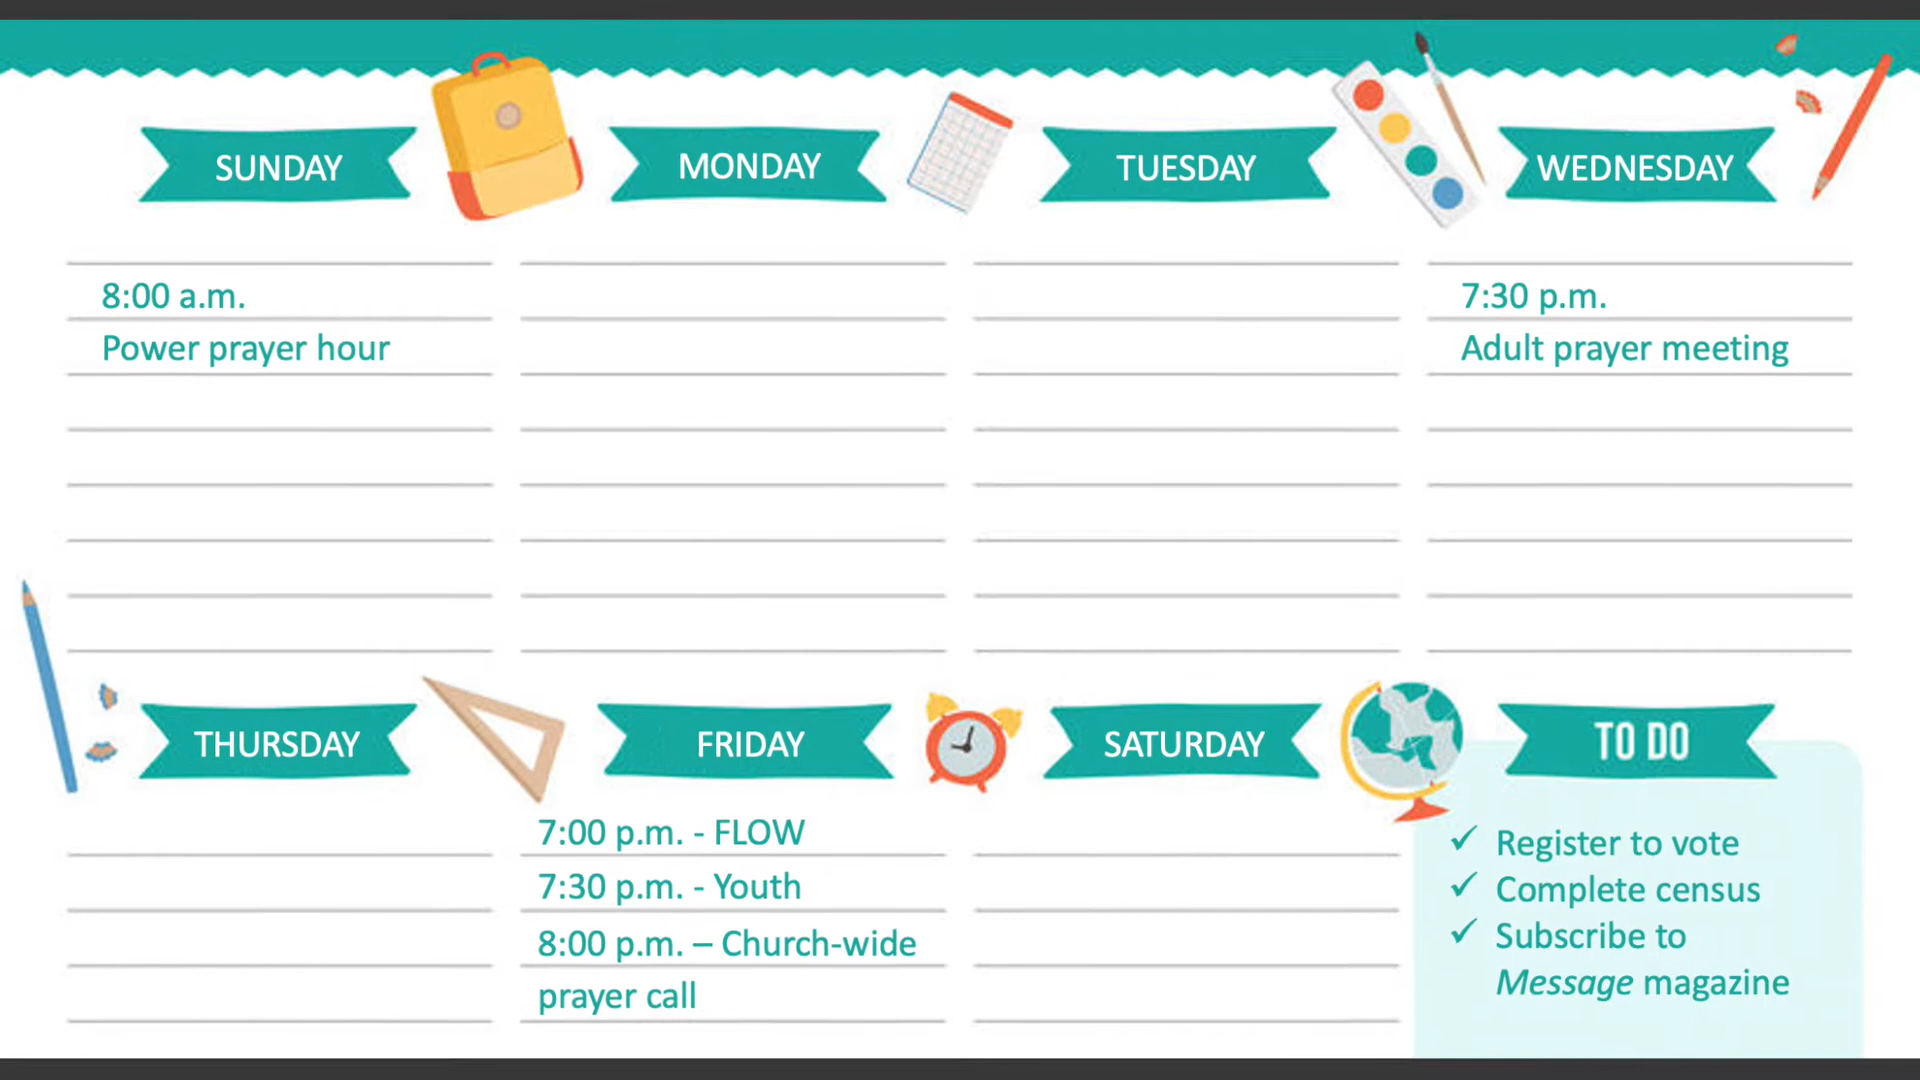 SUNDAY
MONDAY
TUESDAY
WEDNESDAY
8:00 a.m.
Power prayer hour
7:30 p.m.
Adult prayer meeting
THURSDAY
FRIDAY
SATURDAY
TO DO
7:00 p.m. - FLOW
7:30 p.m. - Youth
8:00 p.m. – Church-wide
prayer call
✓ Register to vote
✓ Complete census
✓ Subscribe to
Message magazine